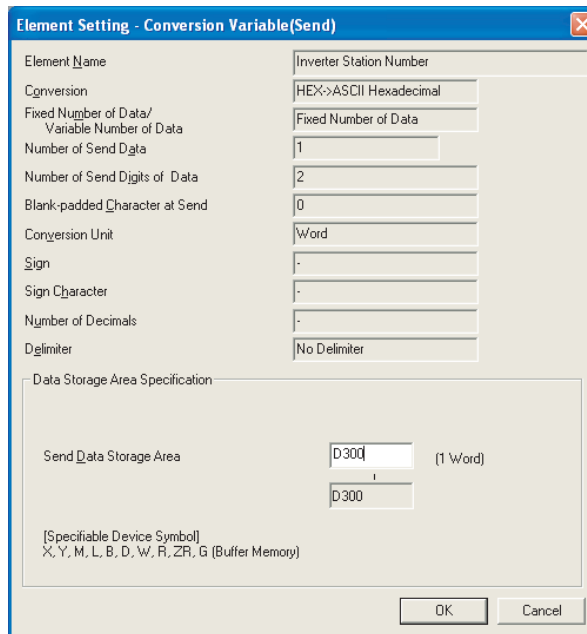 Element Setting - Conversion Variable(Send)
Element Name Inverter Station Number
Conversion HEX->ASCII Hexadecimal
Fixed Number of Data/
Variable Number of Data Fixed Number of Data
Number of Send Data 1
Number of Send Digits of Data 2
Blank-padded Character at Send 0
Conversion Unit Word
Sign -
Sign Character -
Number of Decimals -
Delimiter No Delimiter
Data Storage Area Specification
Send Data Storage Area D300 (1 Word)
D300
[Specifiable Device Symbol]
X, Y, M, L, B, D, W, R, ZR, G (Buffer Memory)
OK Cancel